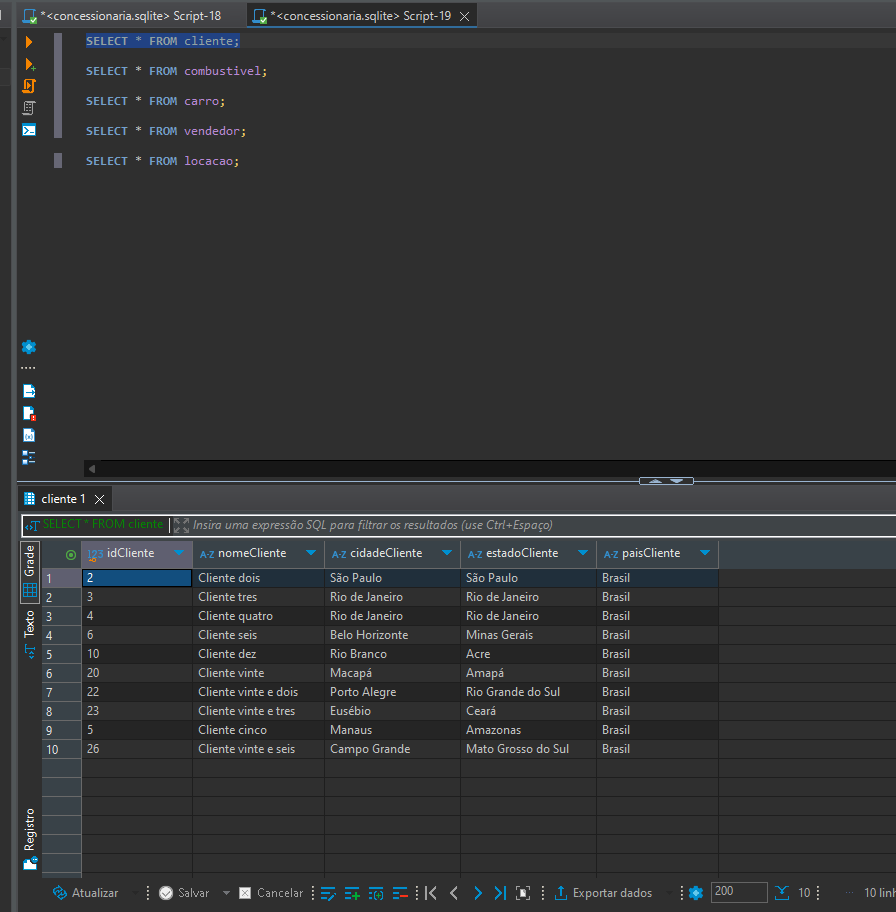 *<concessionaria.sqlite> Script-18 *<concessionaria.sqlite> Script-19
SELECT * FROM cliente;
SELECT * FROM combustivel;
SELECT * FROM carro;
SELECT * FROM vendedor;
SELECT * FROM locacao;
cliente 1
SELECT * FROM cliente Insira uma expressão SQL para filtrar os resultados (use Ctrl+Espaço)
Grade
Texto
Registro
123 idCliente A-Z nomeCliente A-Z cidadeCliente A-Z estadoCliente A-Z paisCliente
1 2 Cliente dois São Paulo São Paulo Brasil
2 3 Cliente tres Rio de Janeiro Rio de Janeiro Brasil
3 4 Cliente quatro Rio de Janeiro Rio de Janeiro Brasil
4 6 Cliente seis Belo Horizonte Minas Gerais Brasil
5 10 Cliente dez Rio Branco Acre Brasil
6 20 Cliente vinte Macapá Amapá Brasil
7 22 Cliente vinte e dois Porto Alegre Rio Grande do Sul Brasil
8 23 Cliente vinte e tres Eusébio Ceará Brasil
9 5 Cliente cinco Manaus Amazonas Brasil
10 26 Cliente vinte e seis Campo Grande Mato Grosso do Sul Brasil
Atualizar Salvar Cancelar Exportar dados 200 10 10 linh